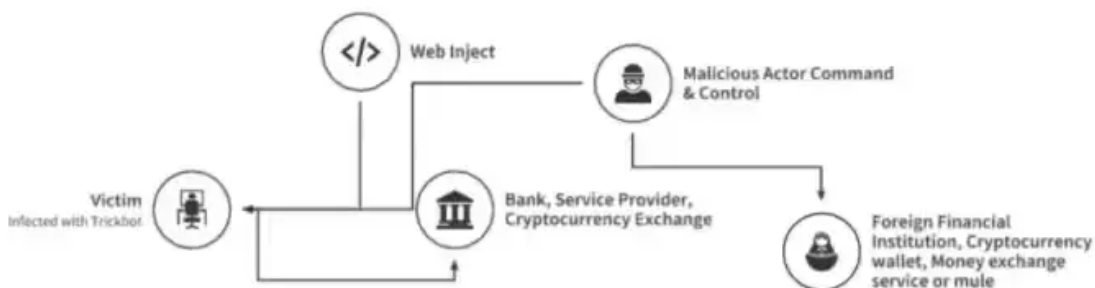 </>
Web Inject
Malicious Actor Command
& Control
Victim
Infected with Trickbot
Bank, Service Provider,
Cryptocurrency Exchange
Foreign Financial
Institution, Cryptocurrency
wallet, Money exchange
service or mule